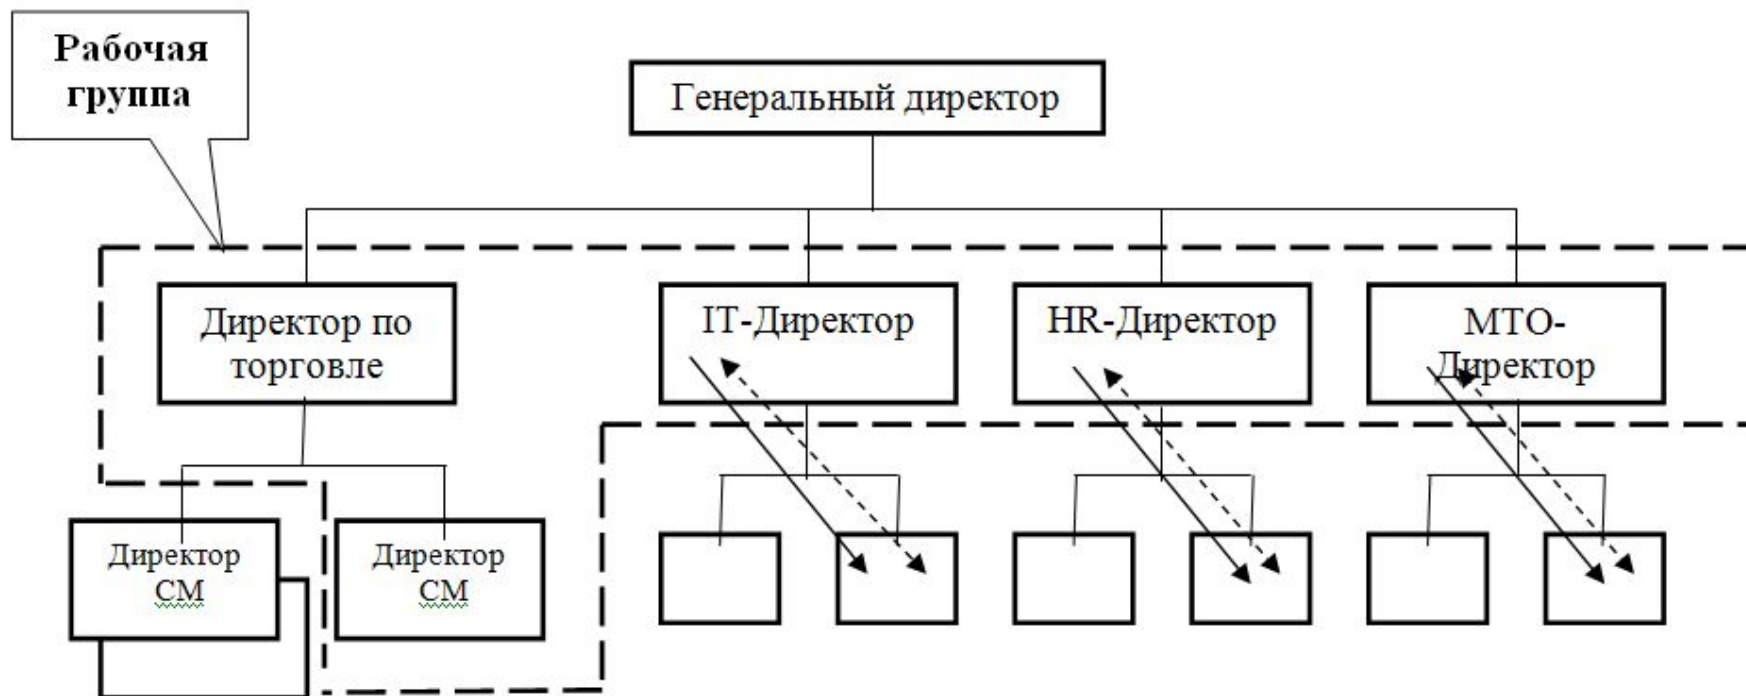 Рабочая
группа
Генеральный директор
Директор по
торговле
IT-Директор
HR-Директор
МТО-
Директор
Директор
СМ
Директор
СМ